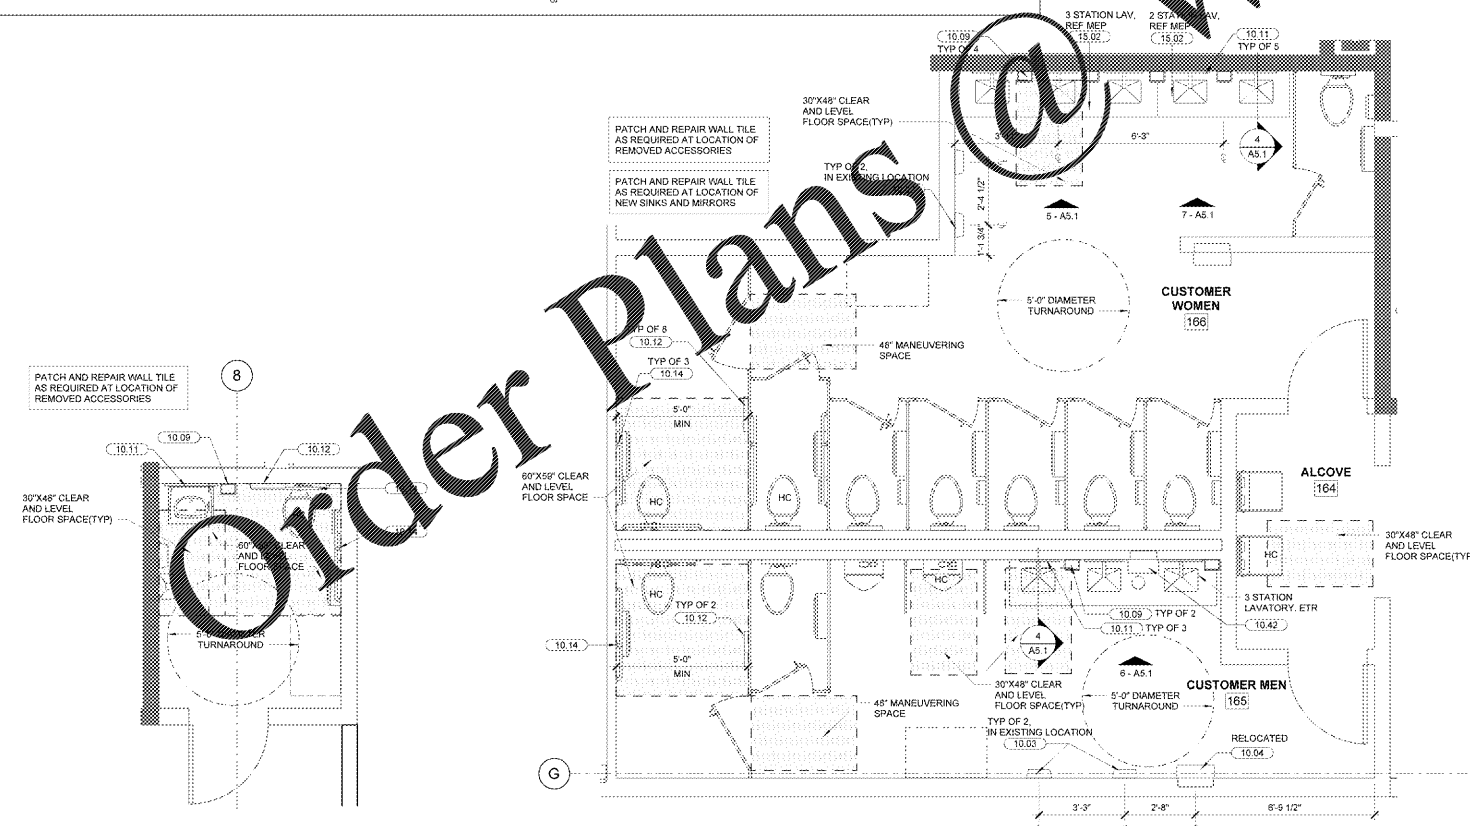 3 STATION LAV,
REF MEP
15.02
2 STATION LAV,
REF MEP
15.02
10.09
TYP OF 4
10.11
TYP OF 5
30"X48" CLEAR
AND LEVEL
FLOOR SPACE(TYP)
PATCH AND REPAIR WALL TILE
AS REQUIRED AT LOCATION OF
REMOVED ACCESSORIES
PATCH AND REPAIR WALL TILE
AS REQUIRED AT LOCATION OF
NEW SINKS AND MIRRORS
TYP OF 2,
IN EXISTING LOCATION
6'-3"
4
A5.1
2'-4 1/2"
1'-1 3/4"
5 - A5.1
7 - A5.1
5'-0" DIAMETER
TURNAROUND
CUSTOMER
WOMEN
166
Order Plans @
TYP OF 8
10.12
TYP OF 3
10.14
48" MANEUVERING
SPACE
5'-0"
MIN
60"X59" CLEAR
AND LEVEL
FLOOR SPACE
HC
HC
ALCOVE
164
HC
30"X48" CLEAR
AND LEVEL
FLOOR SPACE(TYP
8
PATCH AND REPAIR WALL TILE
AS REQUIRED AT LOCATION OF
REMOVED ACCESSORIES
10.11
10.09
10.12
30"X48" CLEAR
AND LEVEL
FLOOR SPACE(TYP)
CLEAR
AND LEVEL
FLOOR SPACE
TURNAROUND
HC
HC
TYP OF 2
10.12
10.14
5'-0"
MIN
3 STATION
LAVATORY, ETR
10.42
10.09 TYP OF 2
10.11 TYP OF 3
4
A5.1
6 - A5.1
30"X48" CLEAR
AND LEVEL
FLOOR SPACE(TYP)
5'-0" DIAMETER
TURNAROUND
CUSTOMER MEN
165
48" MANEUVERING
SPACE
TYP OF 2,
IN EXISTING LOCATION
10.03
RELOCATED
10.04
G
3'-3"
2'-8"
6'-9 1/2"